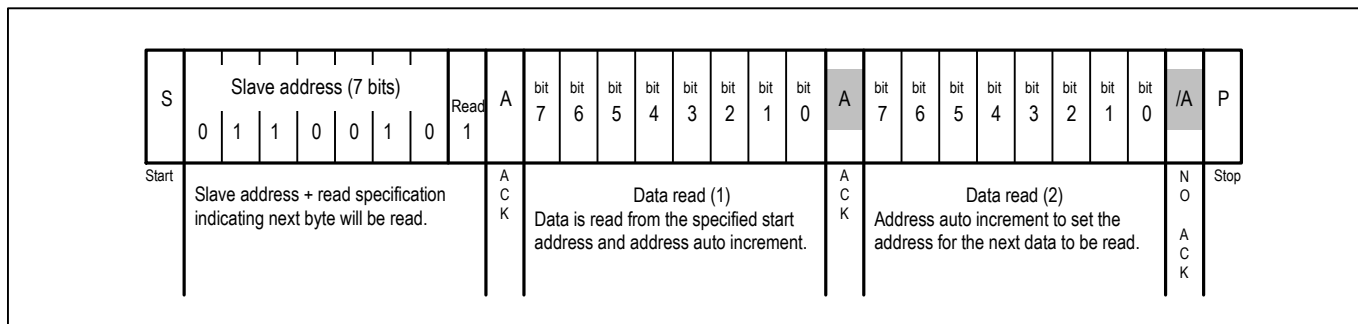 S
Slave address (7 bits)
0 1 1 0 0 1 0
Read
1
A
bit 7 bit 6 bit 5 bit 4 bit 3 bit 2 bit 1 bit 0
A
bit 7 bit 6 bit 5 bit 4 bit 3 bit 2 bit 1 bit 0
/A
P
Start
Slave address + read specification
indicating next byte will be read.
A
C
K
Data read (1)
Data is read from the specified start
address and address auto increment.
A
C
K
Data read (2)
Address auto increment to set the
address for the next data to be read.
N
O
A
C
K
Stop